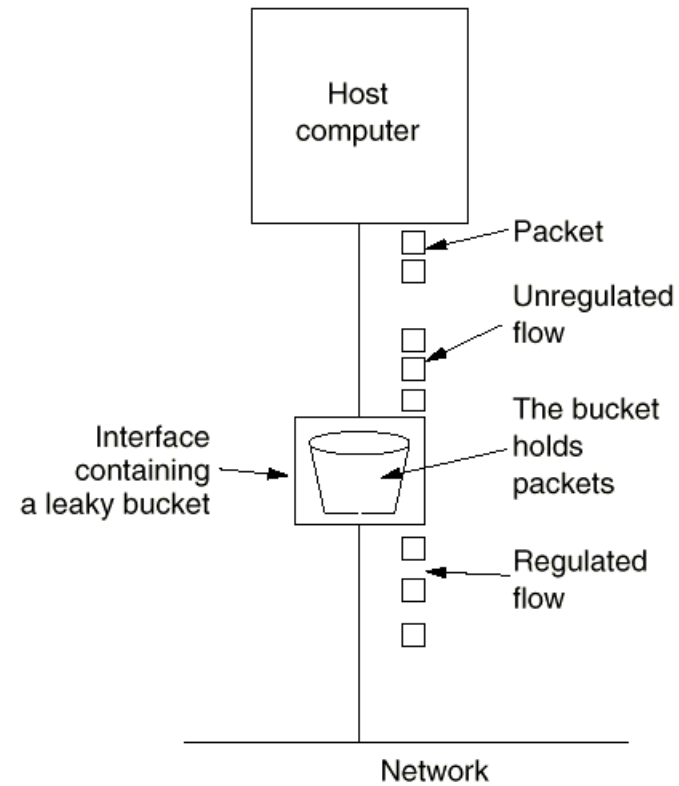 Host
computer
Packet
Unregulated
flow
The bucket
holds
packets
Interface
containing
a leaky bucket
Regulated
flow
Network